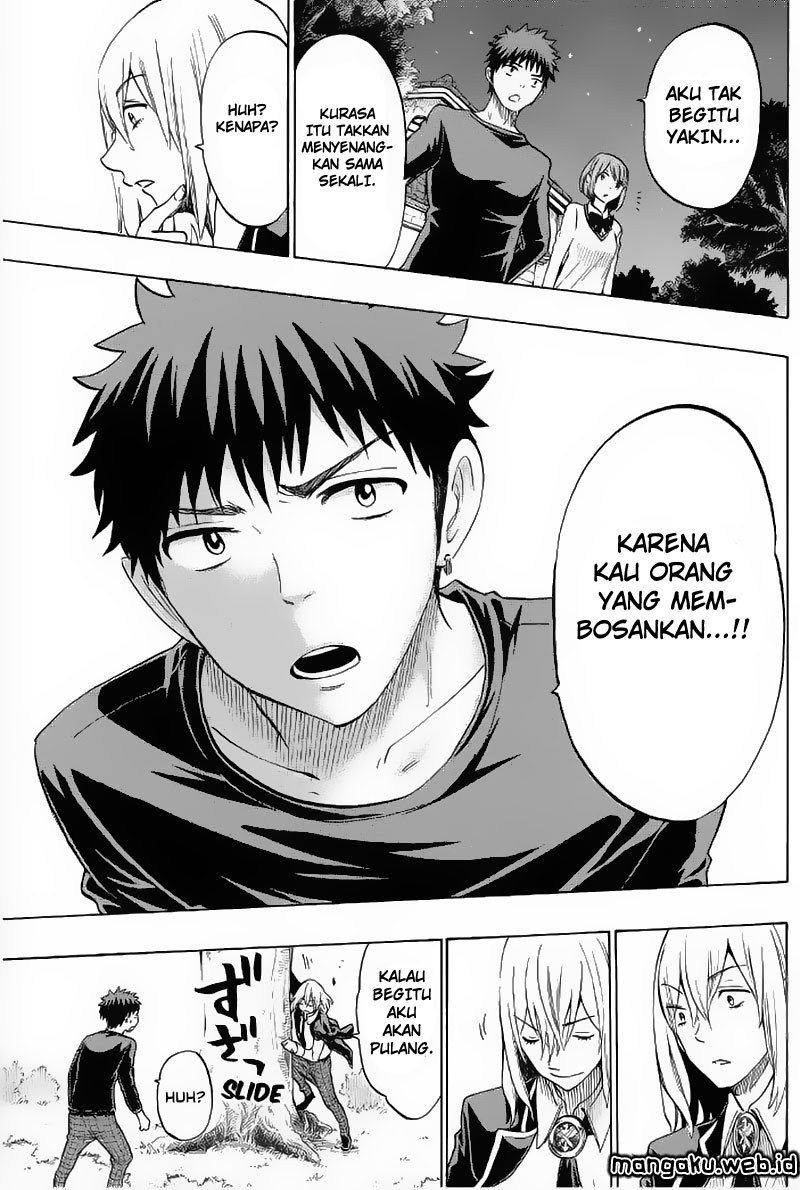 AKU TAK
BEGITU
YAKIN...
KURASA
ITU TAKKAN
MENYENANG-
KAN SAMA
SEKALI.
HUH?
KENAPA?
KARENA
KAU ORANG
YANG MEM-
BOSANKAN...!!
KALAU
BEGITU
AKU
AKAN
PULANG.
ずざっ
SLIDE
HUH?
mangaku.web.id